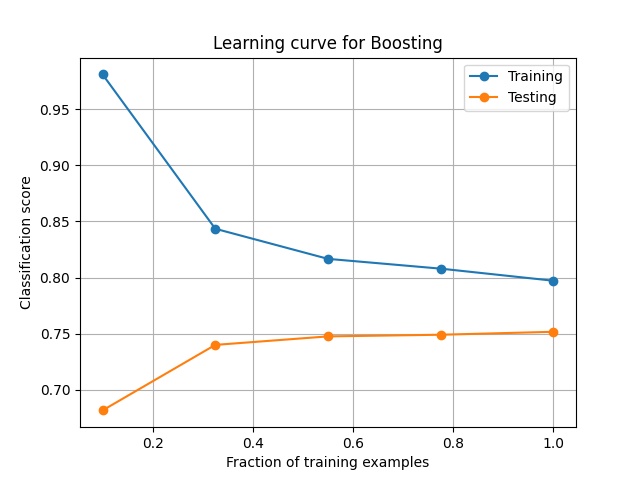 Learning curve for Boosting
Training
Testing
Classification score
0.95
0.90
0.85
0.80
0.75
0.70
0.2 0.4 0.6 0.8 1.0
Fraction of training examples